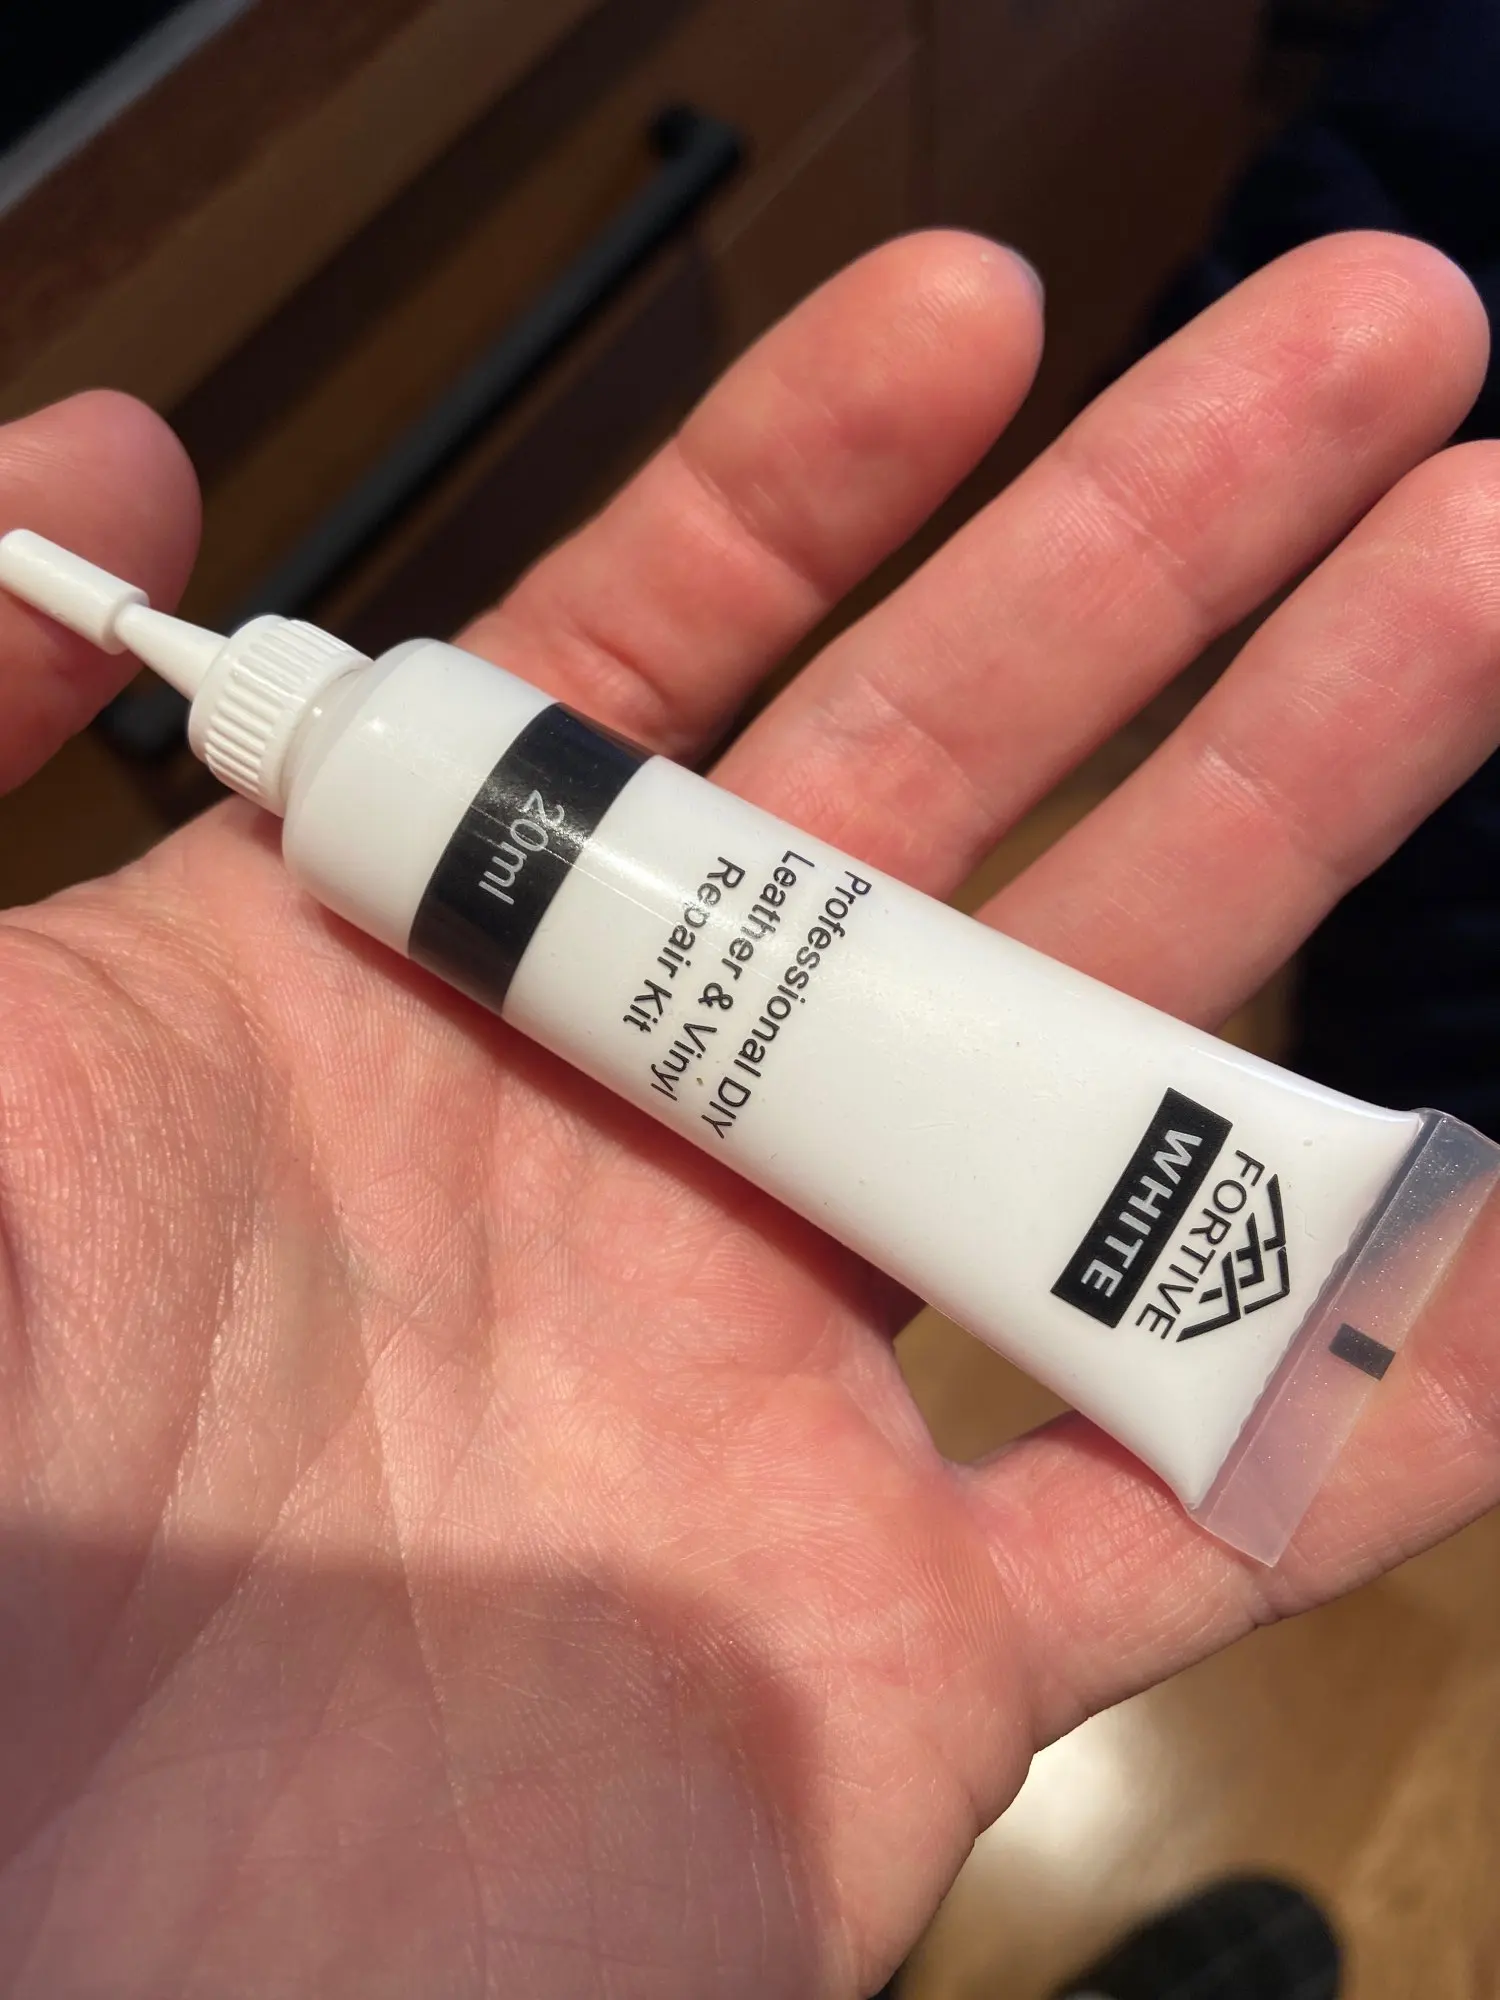 FORTIVE
WHITE
Professional DIY
Leather & Vinyl
Repair Kit
20ml